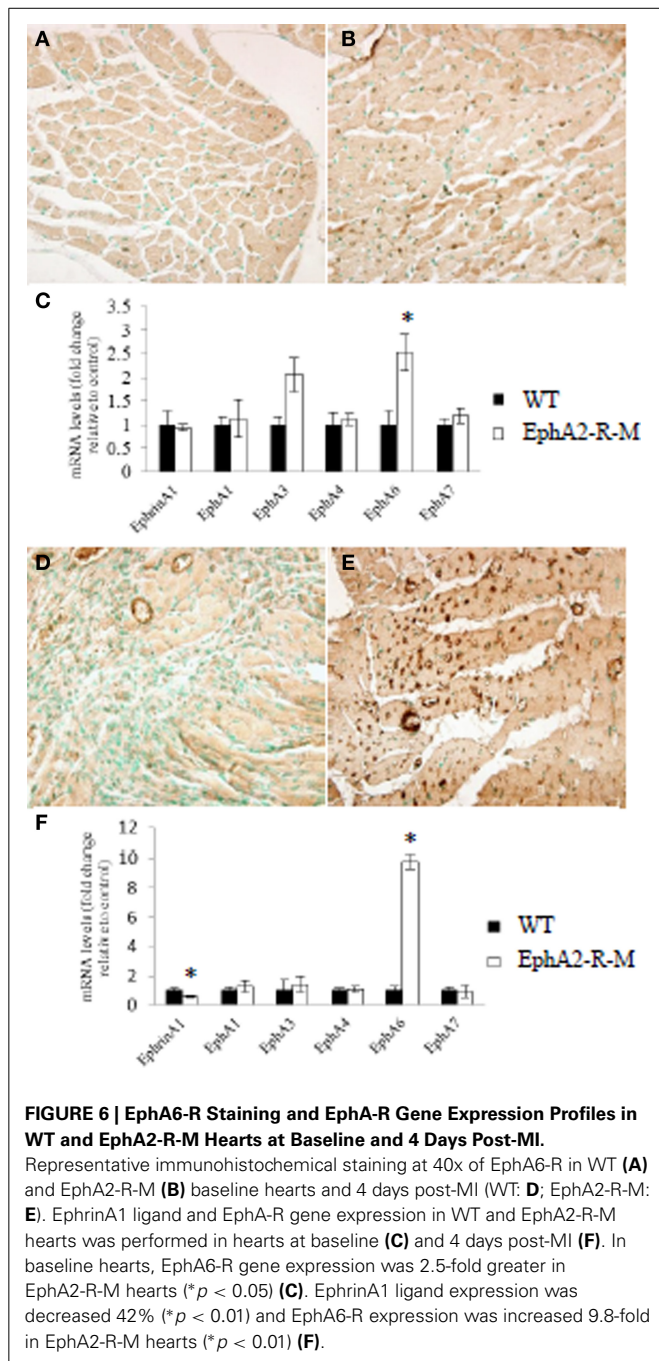 A
B
C
mRNA levels (fold change
relative to control)
3.5
3
2.5
2
1.5
1
0.5
0
*
WT
EphA2-R-M
EphrinA1
EphA1
EphA3
EphA4
EphA6
EphA7
D
E
F
mRNA levels (fold change
relative to control)
12
10
8
6
4
2
0
*
*
WT
EphA2-R-M
EphrinA1
EphA1
EphA3
EphA4
EphA6
EphA7
FIGURE 6 | EphA6-R Staining and EphA-R Gene Expression Profiles in
WT and EphA2-R-M Hearts at Baseline and 4 Days Post-MI.
Representative immunohistochemical staining at 40x of EphA6-R in WT (A)
and EphA2-R-M (B) baseline hearts and 4 days post-MI (WT: D; EphA2-R-M:
E). EphrinA1 ligand and EphA-R gene expression in WT and EphA2-R-M
hearts was performed in hearts at baseline (C) and 4 days post-MI (F). In
baseline hearts, EphA6-R gene expression was 2.5-fold greater in
EphA2-R-M hearts (*p < 0.05) (C). EphrinA1 ligand expression was
decreased 42% (*p < 0.01) and EphA6-R expression was increased 9.8-fold
in EphA2-R-M hearts (*p < 0.01) (F).